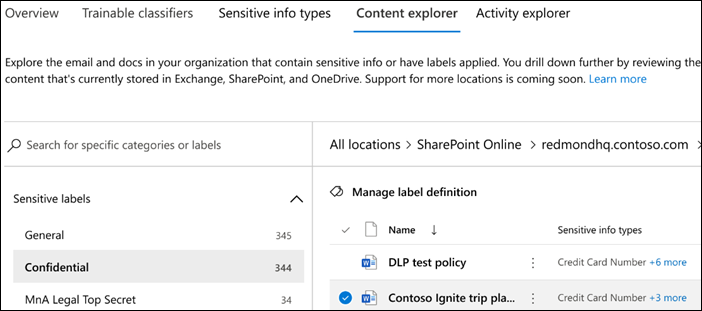 Overview Trainable classifiers Sensitive info types Content explorer Activity explorer
Explore the email and docs in your organization that contain sensitive info or have labels applied. You drill down further by reviewing the
content that's currently stored in Exchange, SharePoint, and OneDrive. Support for more locations is coming soon. Learn more
Search for specific categories or labels
All locations > SharePoint Online > redmondhq.contoso.com >
Sensitive labels
Manage label definition
General 345
Name ↓ Sensitive info types
Confidential 344
DLP test policy Credit Card Number +6 more
MnA Legal Top Secret 34
Contoso Ignite trip pla... Credit Card Number +3 more